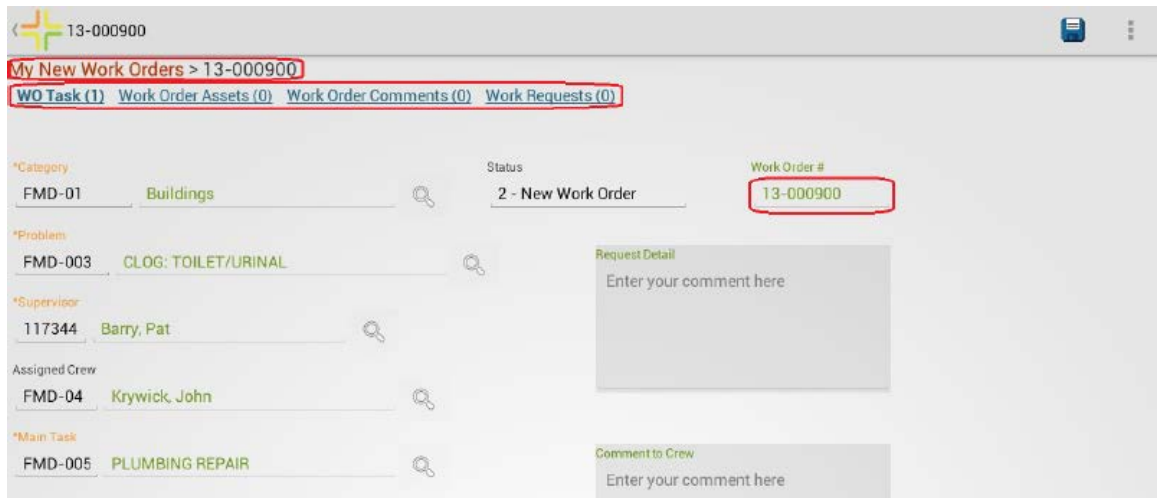 13-000900
My New Work Orders > 13-000900
WO Task (1) Work Order Assets (0) Work Order Comments (0) Work Requests (0)
*Category
Status
Work Order #
FMD-01 Buildings
2 - New Work Order
13-000900
*Problem
FMD-003 CLOG: TOILET/URINAL
Request Detail
Enter your comment here
*Supervisor
117344 Barry, Pat
Assigned Crew
FMD-04 Krywick, John
*Main Task
FMD-005 PLUMBING REPAIR
Comment to Crew
Enter your comment here